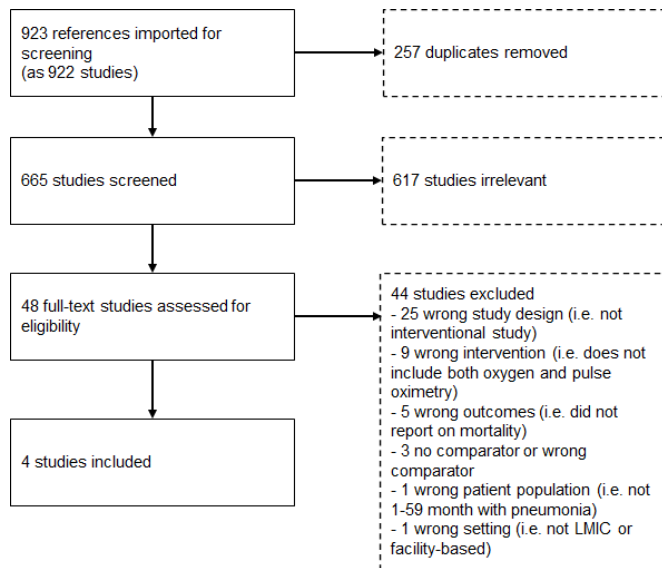 923 references imported for
screening
(as 922 studies)
257 duplicates removed
665 studies screened
617 studies irrelevant
48 full-text studies assessed for
eligibility
44 studies excluded
- 25 wrong study design (i.e. not
interventional study)
- 9 wrong intervention (i.e. does not
include both oxygen and pulse
oximetry)
- 5 wrong outcomes (i.e. did not
report on mortality)
- 3 no comparator or wrong
comparator
- 1 wrong patient population (i.e. not
1-59 month with pneumonia)
- 1 wrong setting (i.e. not LMIC or
facility-based)
4 studies included